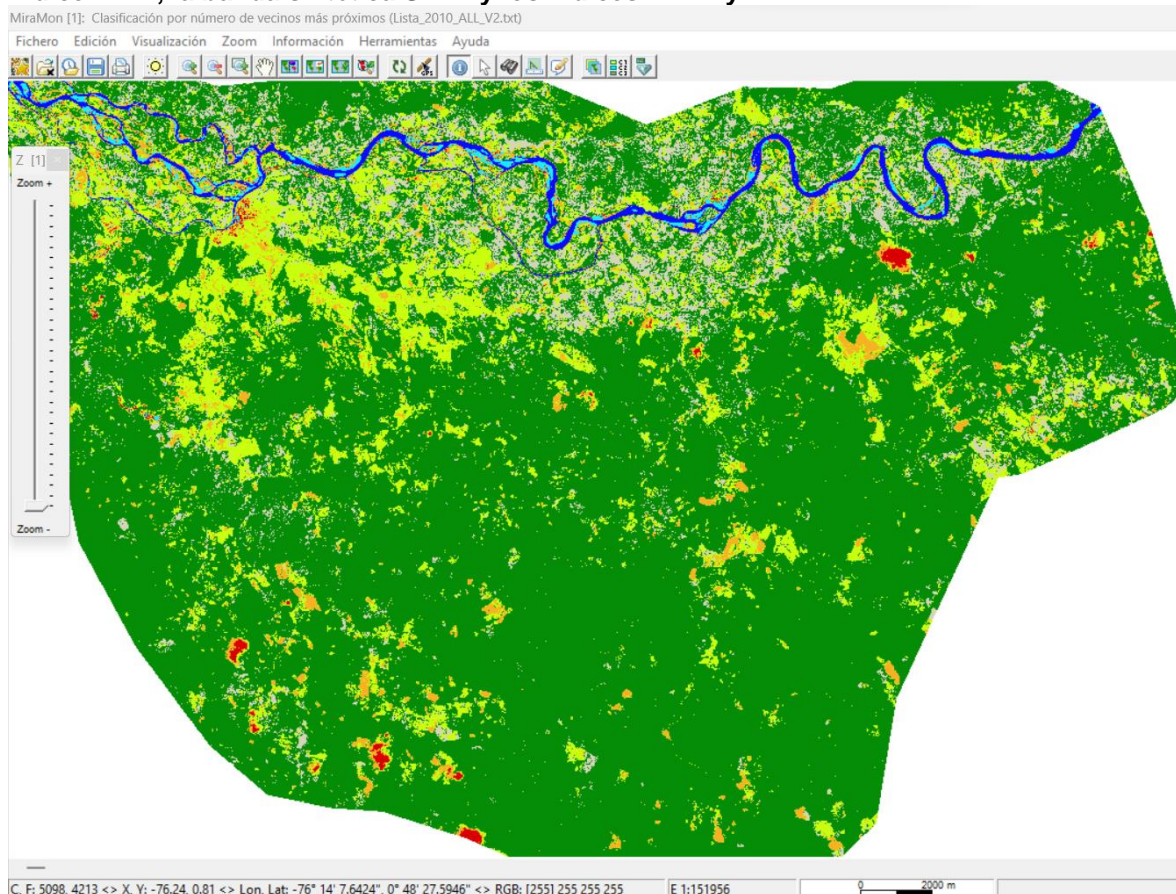 MiraMon [1]: Clasificación por número de vecinos más próximos (Lista_2010_ALL_V2.txt)
Fichero Edición Visualización Zoom Información Herramientas Ayuda
Z [1]
Zoom +
Zoom -
C, F: 5098, 4213 <> X, Y: -76.24, 0.81 <> Lon, Lat: -76° 14' 7.6424", 0° 48' 27.5946" <> RGB: [255] 255 255 255
E 1:151956
0 2000 m